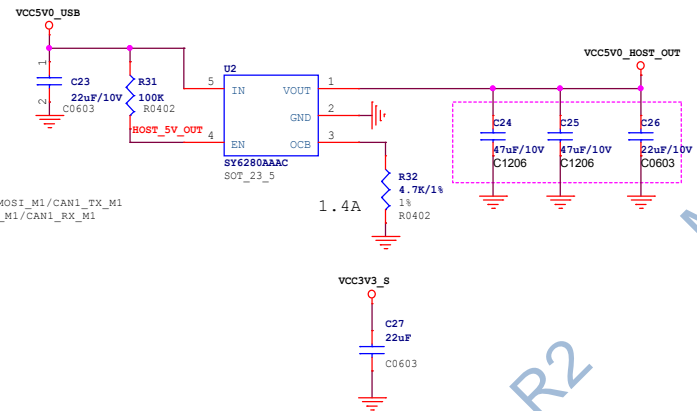 VCC5V0_USB
VCC5V0_HOST_OUT
U2
1
C23
22uF/10V
C0603
2
R31
100K
R0402
HOST_5V_OUT
5
IN
VOUT
1
GND
2
4
EN
OCB
3
SY6280AAAC
SOT_23_5
C24
47uF/10V
C1206
C25
47uF/10V
C1206
C26
22uF/10V
C0603
R32
4.7K/1%
1%
R0402
1.4A
MOSI_M1/CAN1_TX_M1
_M1/CAN1_RX_M1
VCC3V3_S
C27
22uF
C0603
R2